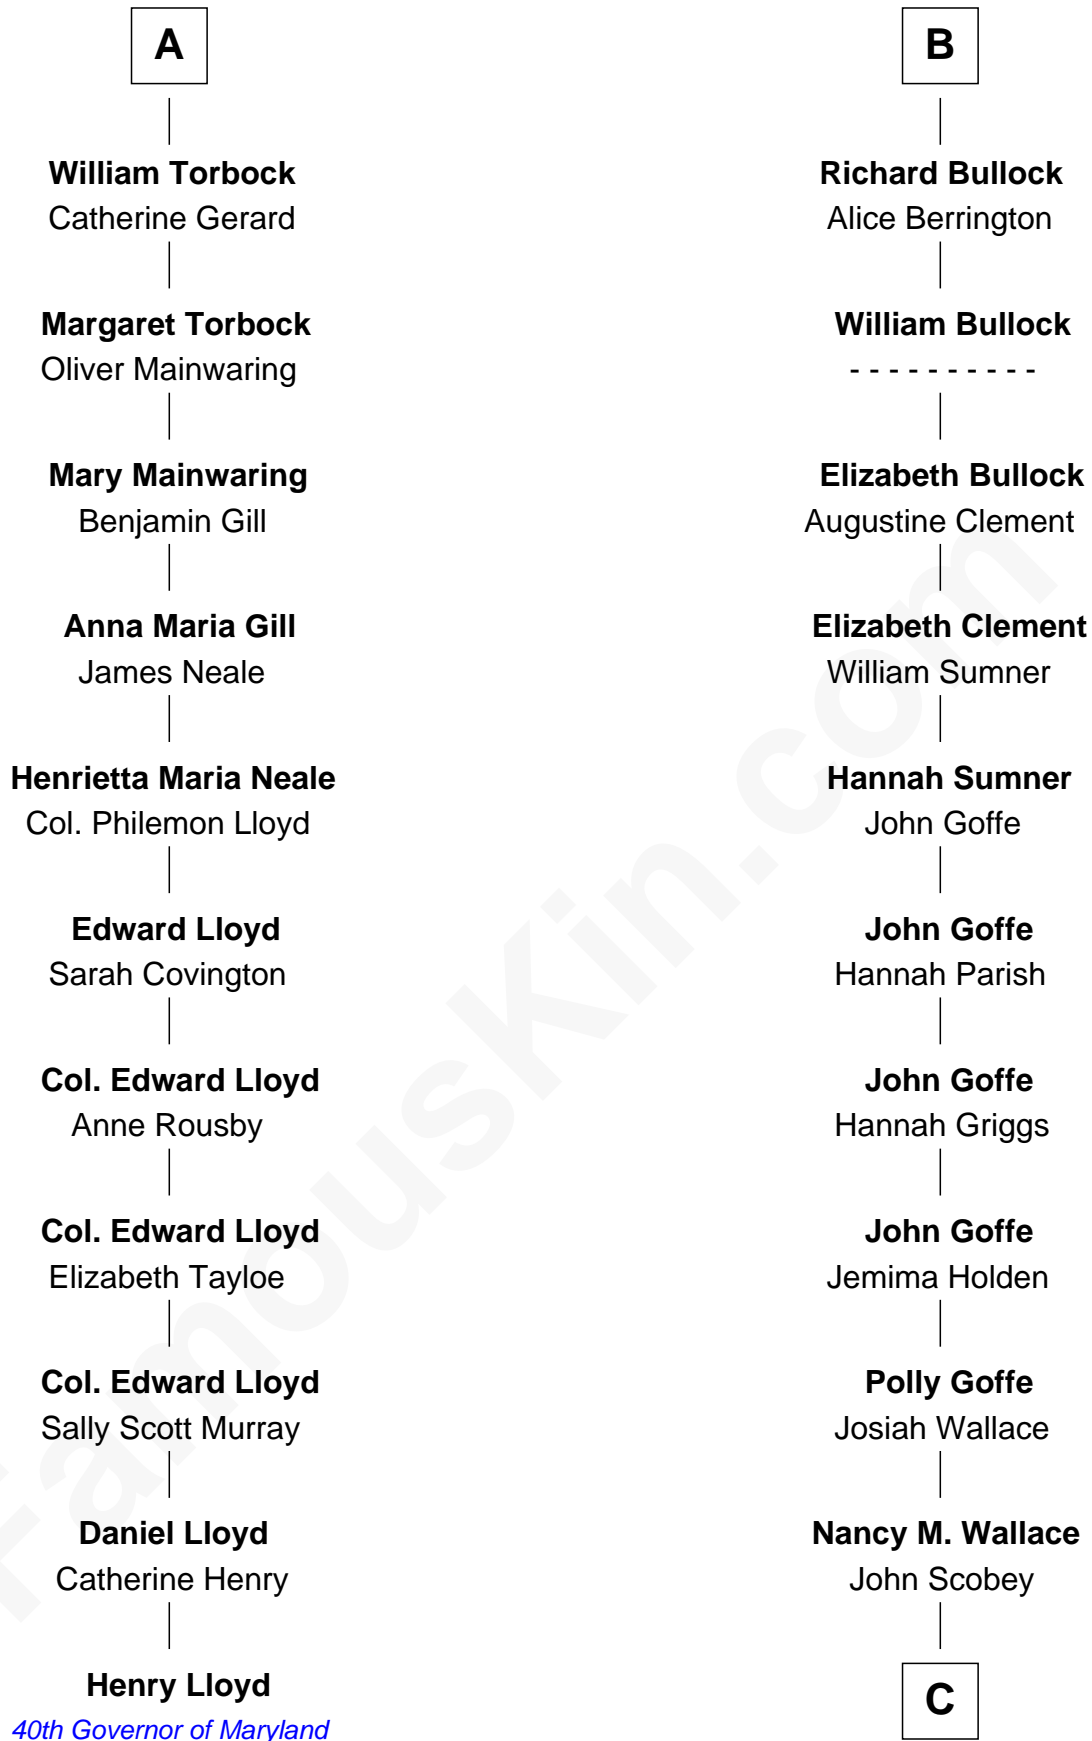 A
William Torbock
Catherine Gerard
Margaret Torbock
Oliver Mainwaring
Mary Mainwaring
Benjamin Gill
Anna Maria Gill
James Neale
Henrietta Maria Neale
Col. Philemon Lloyd
Edward Lloyd
Sarah Covington
Col. Edward Lloyd
Anne Rousby
Col. Edward Lloyd
Elizabeth Tayloe
Col. Edward Lloyd
Sally Scott Murray
Daniel Lloyd
Catherine Henry
Henry Lloyd
40th Governor of Maryland
B
Richard Bullock
Alice Berrington
William Bullock
- - - - - - - - - -
Elizabeth Bullock
Augustine Clement
Elizabeth Clement
William Sumner
Hannah Sumner
John Goffe
John Goffe
Hannah Parish
John Goffe
Hannah Griggs
John Goffe
Jemima Holden
Polly Goffe
Josiah Wallace
Nancy M. Wallace
John Scobey
C
FamousKin.com